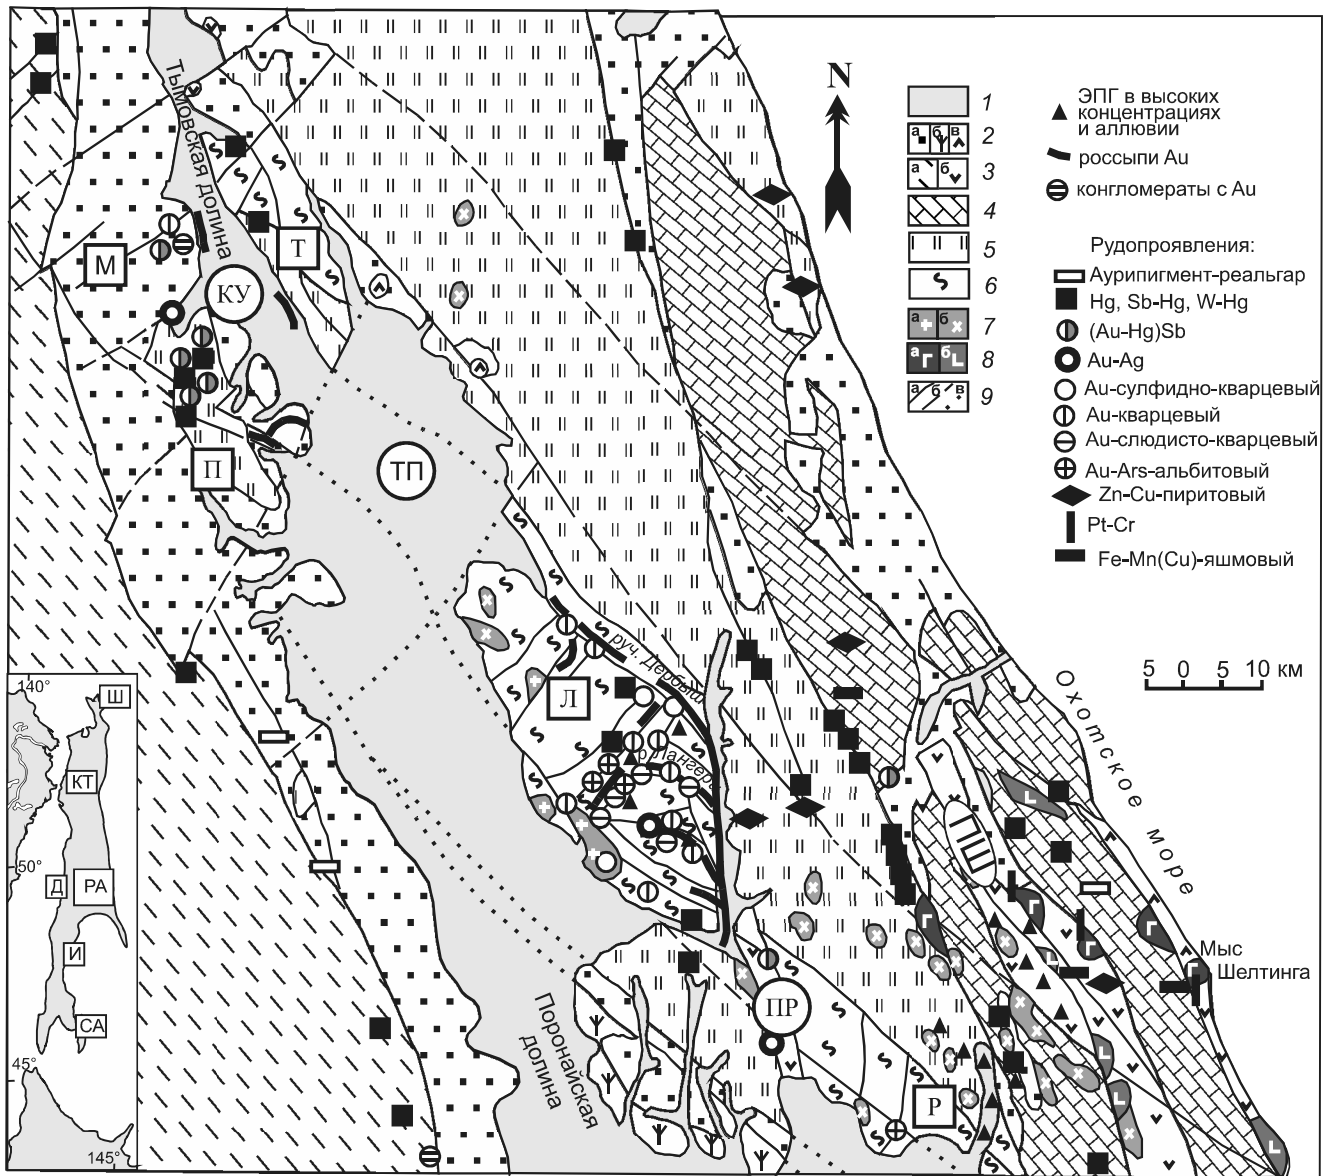 Тымовская долина
М
Т
КУ
П
ТП
N
а б в
а б
а б
а б
а б в
1
2
3
4
5
6
7
8
9
ЭПГ в высоких
концентрациях
и аллювии
россыпи Au
конгломераты с Au
Рудопроявления:
Аурипигмент-реальгар
Hg, Sb-Hg, W-Hg
(Au-Hg)Sb
Au-Ag
Au-сулфидно-кварцевый
Au-кварцевый
Au-слюдисто-кварцевый
Au-Ars-альбитовый
Zn-Cu-пиритовый
Pt-Cr
Fe-Mn(Cu)-яшмовый
5 0 5 10 км
руч. Дербыш
Л
р. Лангери
Охотское море
ПШ
Мыс
Шелтинга
ПР
Р
Поронайская
долина
140°
Ш
КТ
50°
Д
РА
И
СА
45°
145°